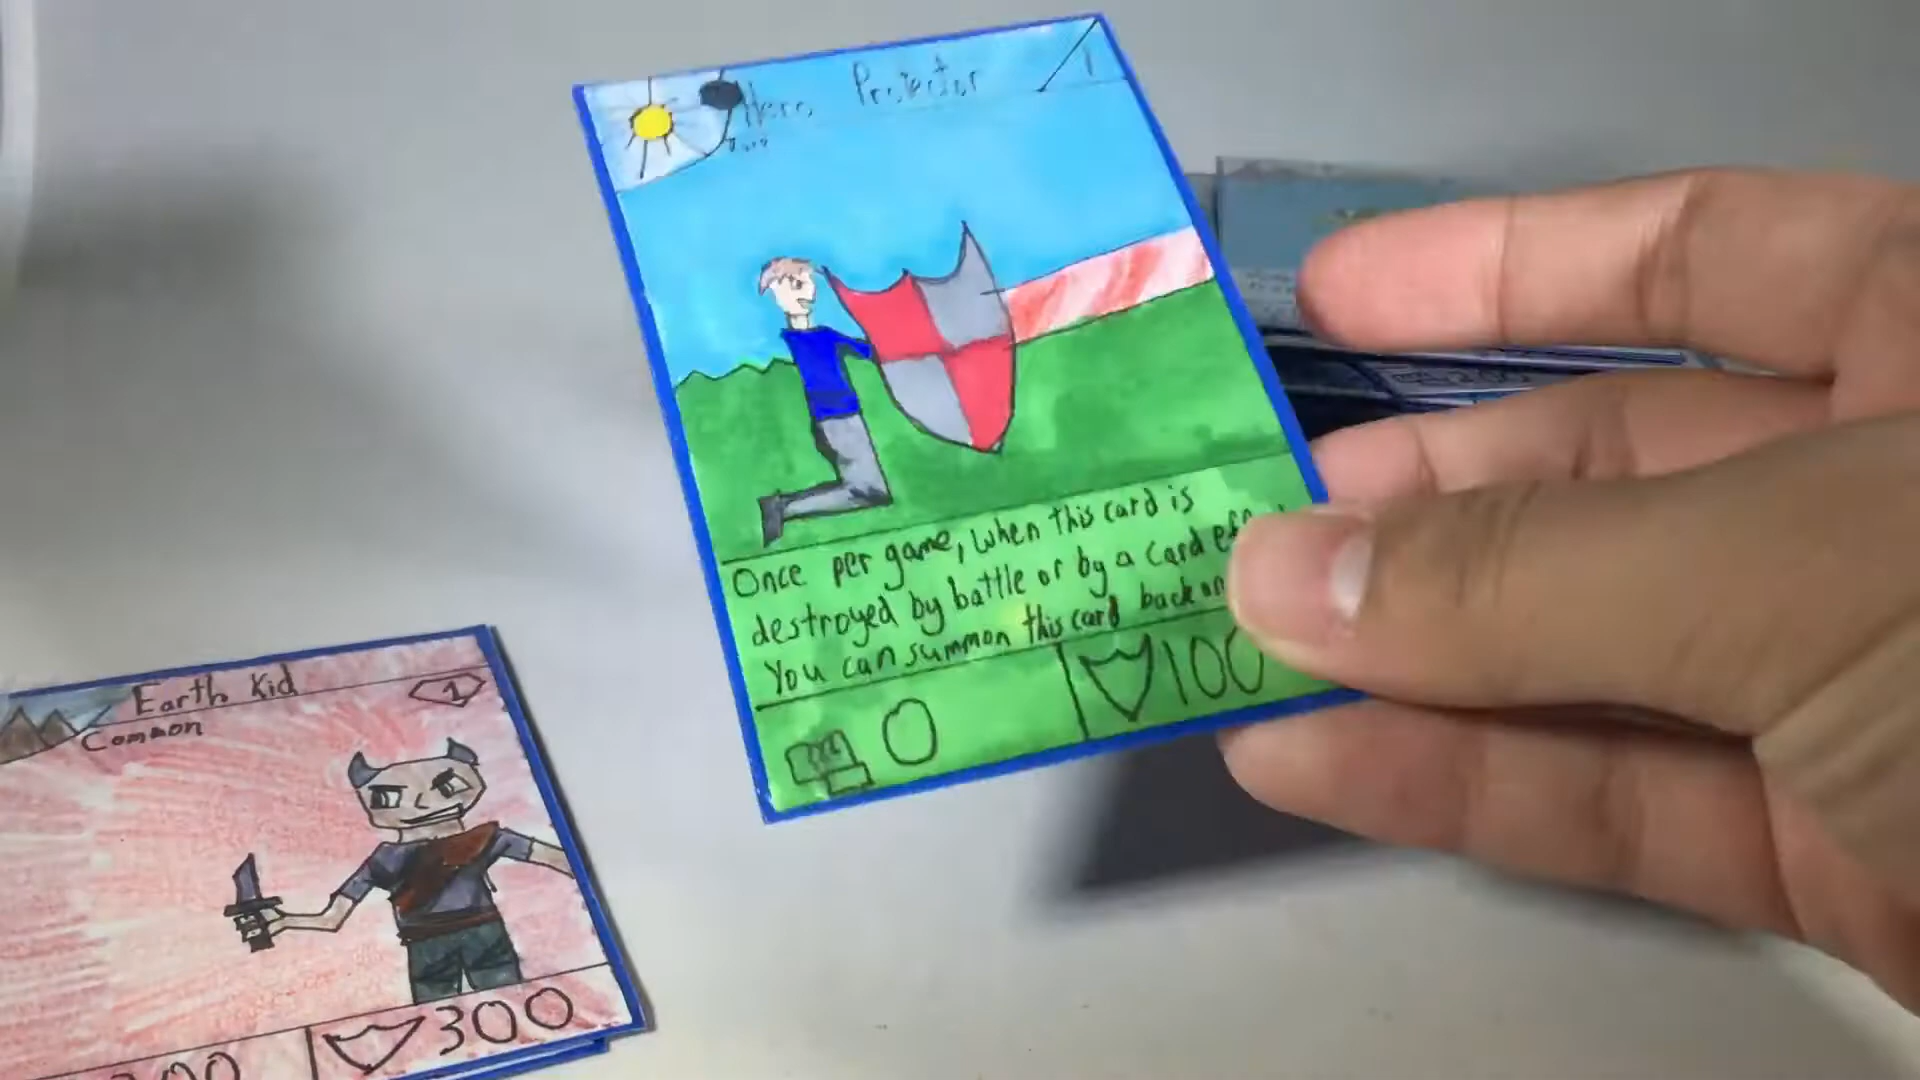 Hero Protector 1
Once per game, when this card is
destroyed by battle or by a card
You can summon this card back on
0 100
Earth Kid 1
Common
300